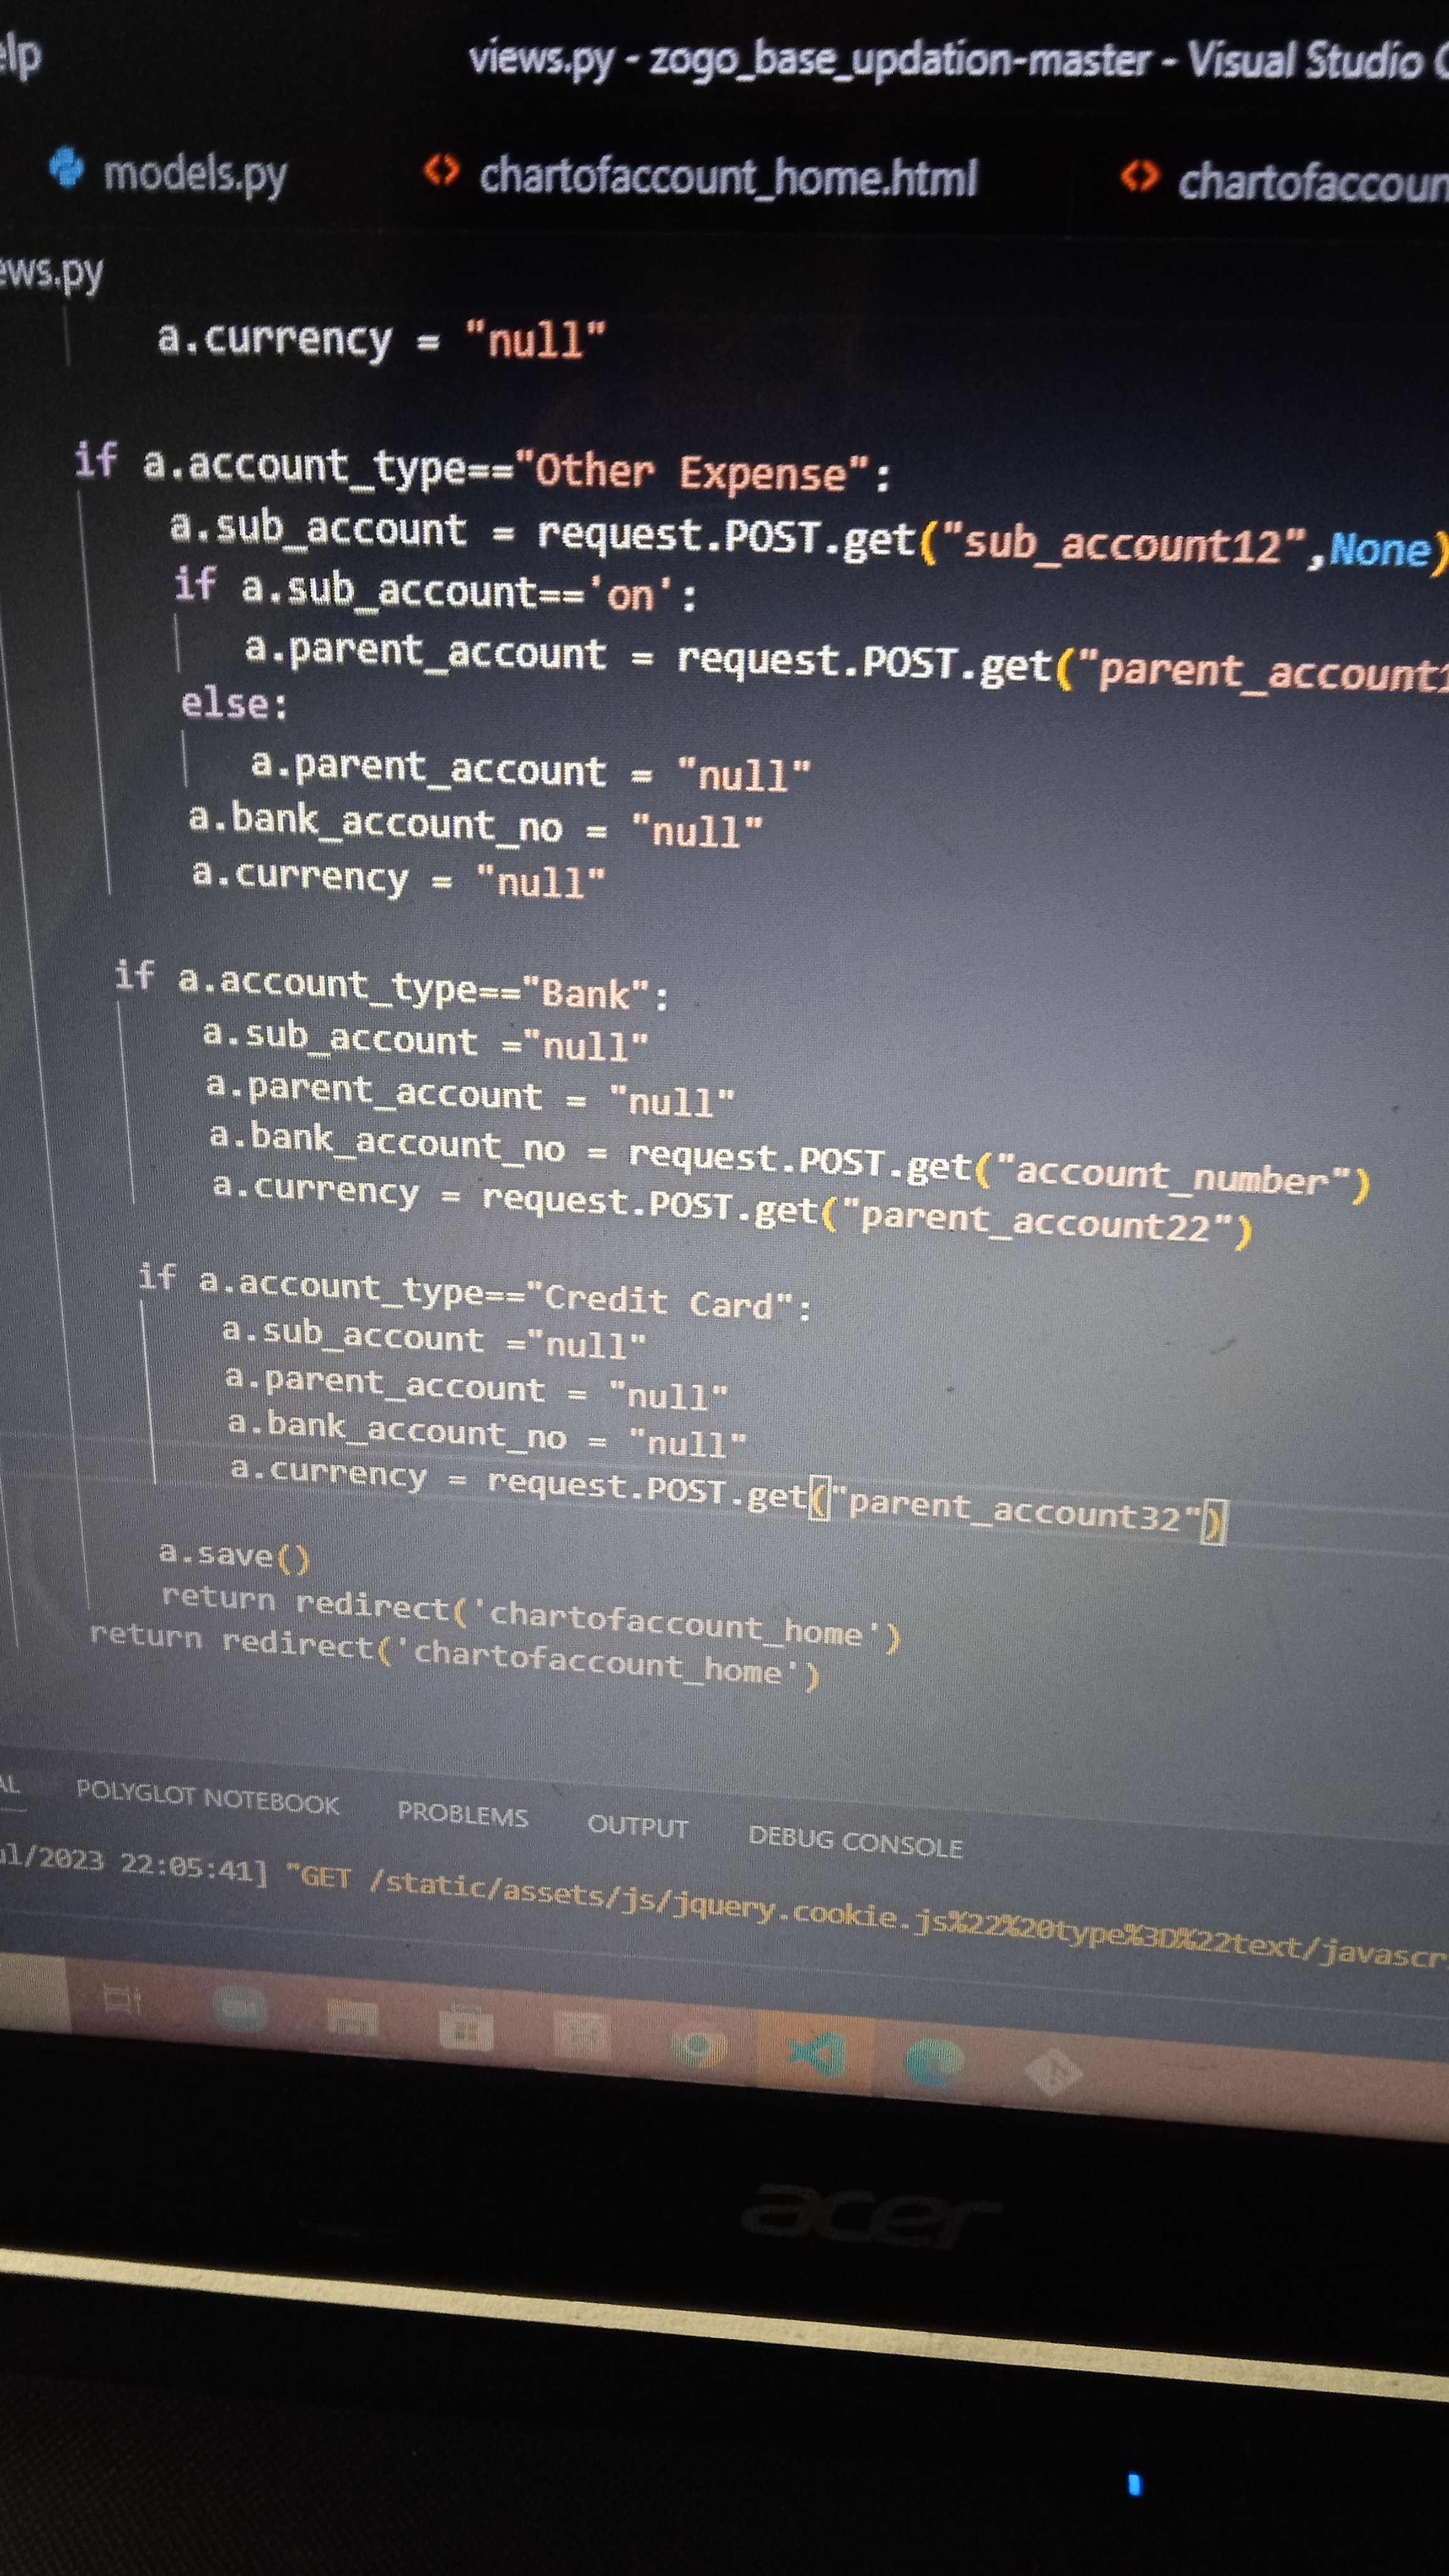 elp views.py - zogo_base_updation-master - Visual Studio C
models.py chartofaccount_home.html chartofaccoun
ews.py
a.currency = "null"
if a.account_type=="Other Expense":
a.sub_account = request.POST.get("sub_account12",None)
if a.sub_account=='on':
a.parent_account = request.POST.get("parent_account1
else:
a.parent_account = "null"
a.bank_account_no = "null"
a.currency = "null"
if a.account_type=="Bank":
a.sub_account ="null"
a.parent_account = "null"
a.bank_account_no = request.POST.get("account_number")
a.currency = request.POST.get("parent_account22")
if a.account_type=="Credit Card":
a.sub_account ="null"
a.parent_account = "null"
a.bank_account_no = "null"
a.currency = request.POST.get("parent_account32")
a.save()
return redirect('chartofaccount_home')
return redirect('chartofaccount_home')
AL POLYGLOT NOTEBOOK PROBLEMS OUTPUT DEBUG CONSOLE
ul/2023 22:05:41] "GET /static/assets/js/jquery.cookie.js%22%20type%3D%22text/javascr
acer